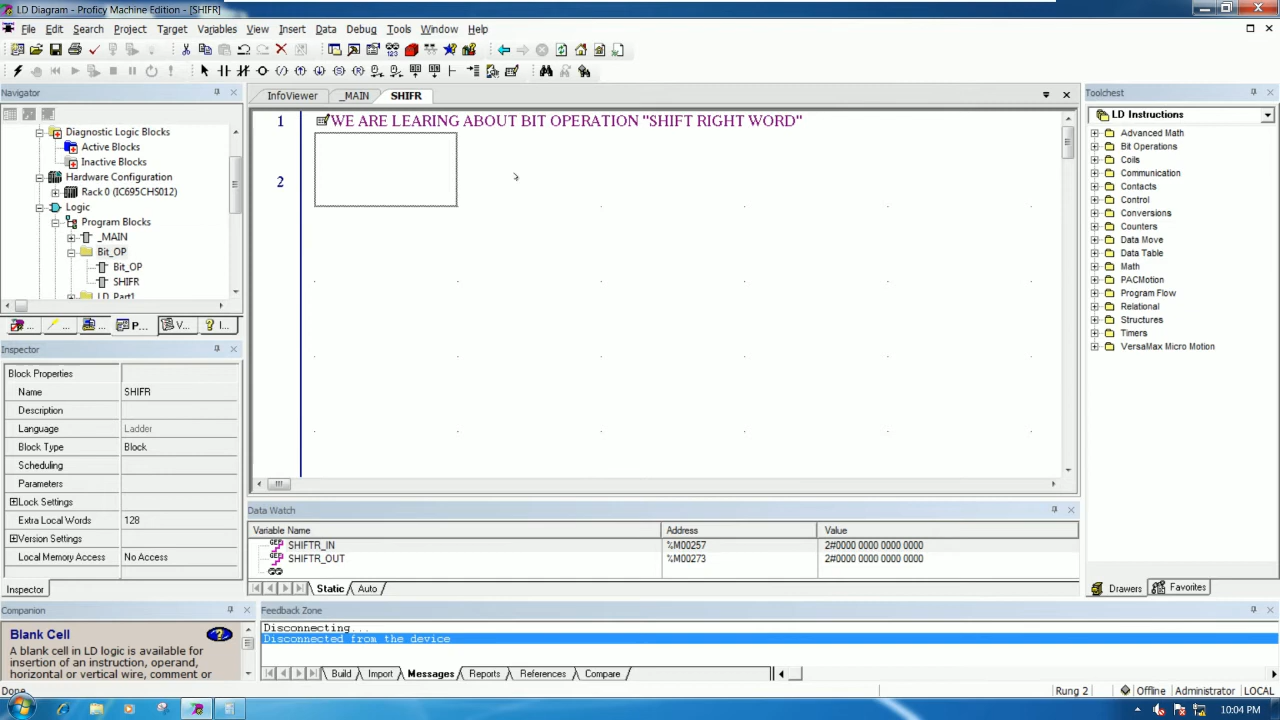 LD Diagram - Proficy Machine Edition - [SHIFR]
File Edit Search Project Target Variables View Insert Data Debug Tools Window Help
Navigator
Diagnostic Logic Blocks
Active Blocks
Inactive Blocks
Hardware Configuration
Rack 0 (IC695CHS012)
Logic
Program Blocks
_MAIN
Bit_OP
Bit_OP
SHIFR
LD_Part1
P... V... I...
Inspector
Block Properties
Name SHIFR
Description
Language Ladder
Block Type Block
Scheduling
Parameters
Lock Settings
Extra Local Words 128
Version Settings
Local Memory Access No Access
Inspector
Companion
Blank Cell
A blank cell in LD logic is available for
insertion of an instruction, operand,
horizontal or vertical wire, comment or
InfoViewer _MAIN SHIFR
1 WE ARE LEARING ABOUT BIT OPERATION "SHIFT RIGHT WORD"
2
Data Watch
Variable Name Address Value
SHIFTR_IN %M00257 2#0000 0000 0000 0000
SHIFTR_OUT %M00273 2#0000 0000 0000 0000
Static Auto
Feedback Zone
Disconnecting...
Disconnected from the device
Build Import Messages Reports References Compare
Toolchest
LD Instructions
Advanced Math
Bit Operations
Coils
Communication
Contacts
Control
Conversions
Counters
Data Move
Data Table
Math
PACMotion
Program Flow
Relational
Structures
Timers
VersaMax Micro Motion
Drawers Favorites
Done
Rung 2 Offline Administrator LOCAL
10:04 PM